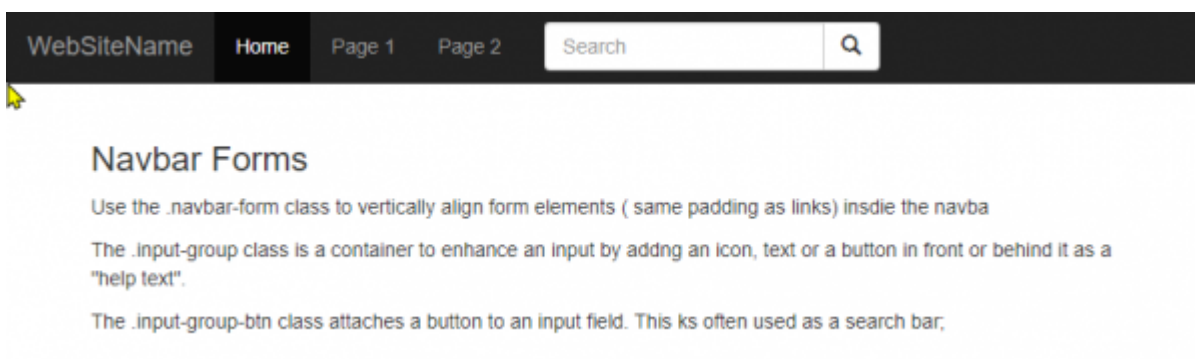 WebSiteName Home Page 1 Page 2 Search
Navbar Forms
Use the .navbar-form class to vertically align form elements ( same padding as links) insdie the navba
The .input-group class is a container to enhance an input by addng an icon, text or a button in front or behind it as a
"help text".
The .input-group-btn class attaches a button to an input field. This ks often used as a search bar;